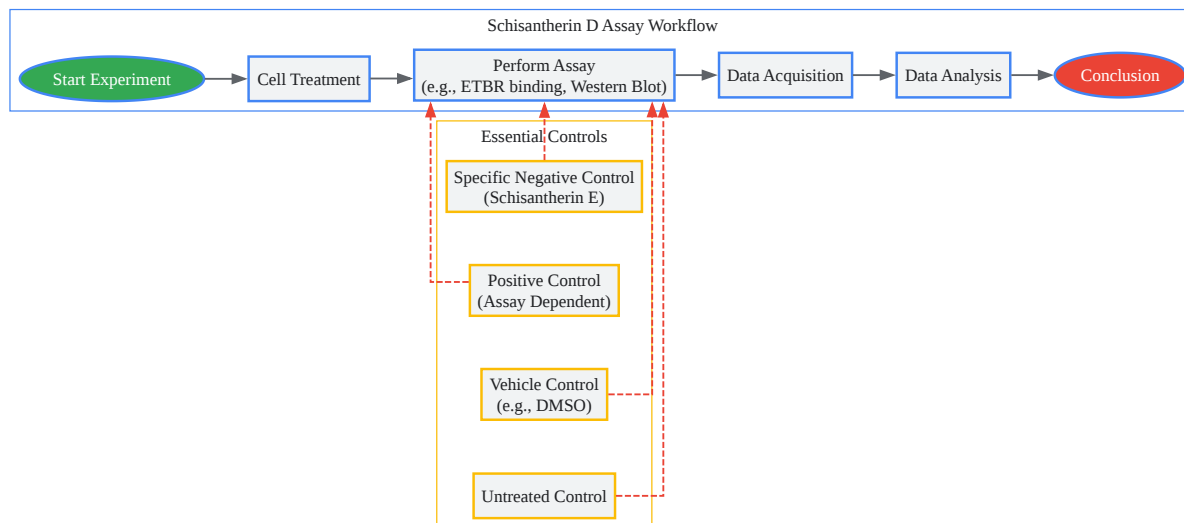 Schisantherin D Assay Workflow
Start Experiment
Cell Treatment
Perform Assay
(e.g., ETBR binding, Western Blot)
Data Acquisition
Data Analysis
Conclusion
Essential Controls
Specific Negative Control
(Schisantherin E)
Positive Control
(Assay Dependent)
Vehicle Control
(e.g., DMSO)
Untreated Control